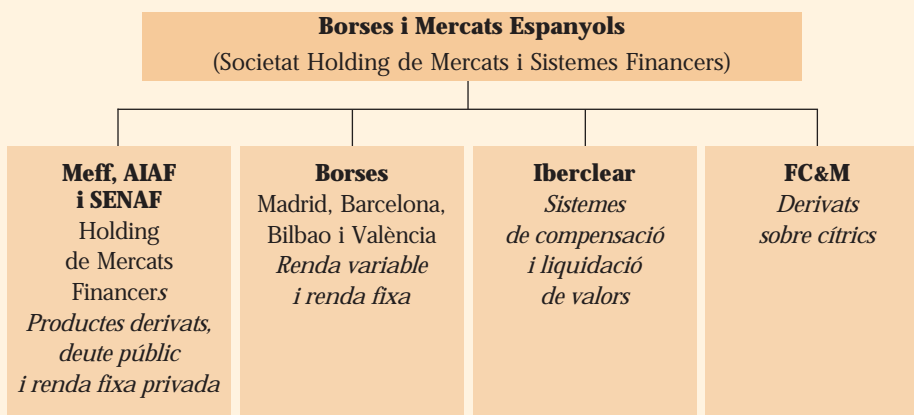 Borses i Mercats Espanyols
(Societat Holding de Mercats i Sistemes Financers)
Meff, AIAF
i SENAF
Holding
de Mercats
Financers
Productes derivats,
deute públic
i renda fixa privada
Borses
Madrid, Barcelona,
Bilbao i València
Renda variable
i renda fixa
Iberclear
Sistemes
de compensació
i liquidació
de valors
FC&M
Derivats
sobre cítrics